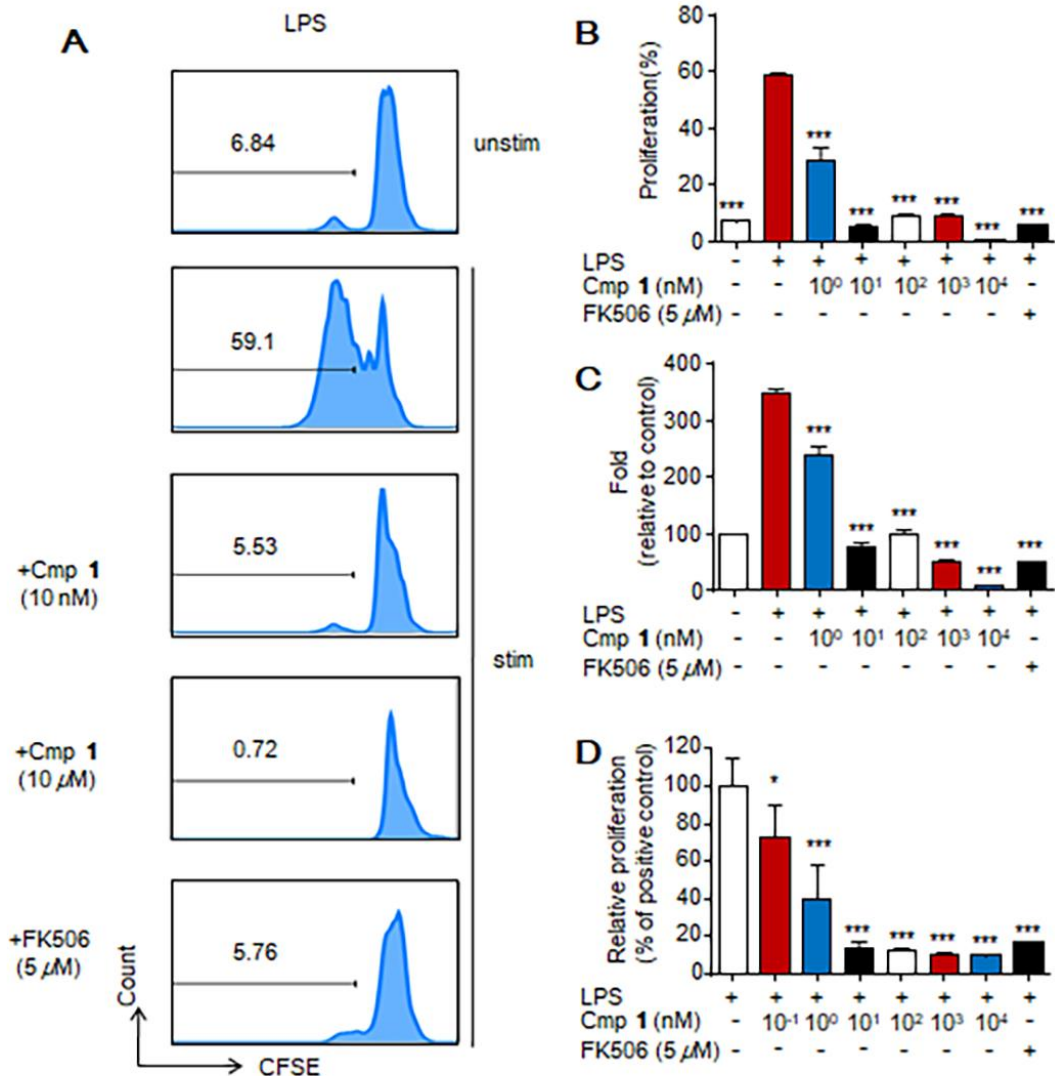 A
LPS
6.84
unstim
59.1
+Cmp 1
(10 nM)
5.53
stim
+Cmp 1
(10 µM)
0.72
+FK506
(5 µM)
5.76
Count
CFSE
B
Proliferation(%)
80
60
40
20
0
*** *** *** *** *** *** ***
LPS - + + + + + + +
Cmp 1 (nM) - - 10⁰ 10¹ 10² 10³ 10⁴ -
FK506 (5 µM) - - - - - - - +
C
Fold
(relative to control)
400
300
200
100
0
*** *** *** *** *** ***
LPS - + + + + + + +
Cmp 1 (nM) - - 10⁰ 10¹ 10² 10³ 10⁴ -
FK506 (5 µM) - - - - - - - +
D
Relative proliferation
(% of positive control)
120
100
80
60
40
20
0
* *** *** *** *** *** ***
LPS + + + + + + + +
Cmp 1 (nM) - 10⁻¹ 10⁰ 10¹ 10² 10³ 10⁴ -
FK506 (5 µM) - - - - - - - +